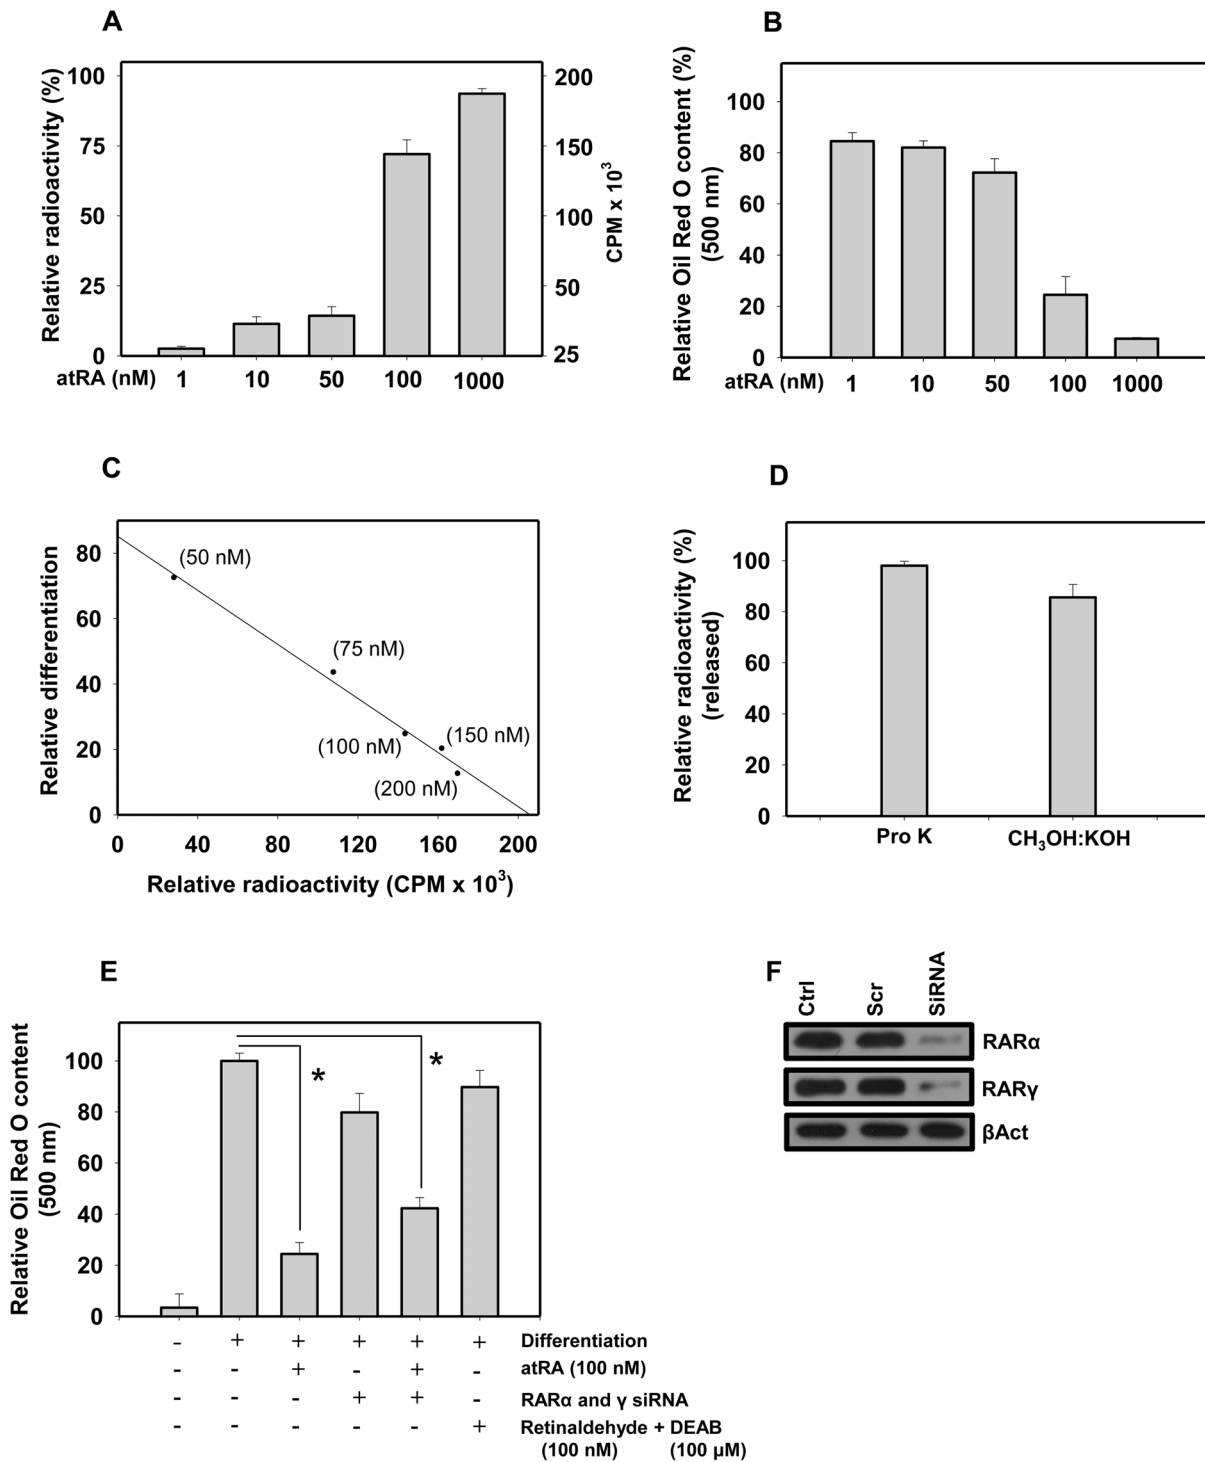 A
Relative radioactivity (%)
100
75
50
25
0
200
150
100
50
25
CPM x 10³
atRA (nM) 1 10 50 100 1000
B
Relative Oil Red O content (%)
(500 nm)
100
80
60
40
20
0
atRA (nM) 1 10 50 100 1000
C
Relative differentiation
80
60
40
20
0
(50 nM)
(75 nM)
(100 nM)
(150 nM)
(200 nM)
0 40 80 120 160 200
Relative radioactivity (CPM x 10³)
D
Relative radioactivity (%)
(released)
100
80
60
40
20
0
Pro K CH₃OH:KOH
E
Relative Oil Red O content
(500 nm)
100
80
60
40
20
0
*
*
- + + + + + Differentiation
- - + - + - atRA (100 nM)
- - - + + - RARα and γ siRNA
- - - - - + Retinaldehyde + DEAB
(100 nM) (100 µM)
F
Ctrl
Scr
SiRNA
RARα
RARγ
βAct